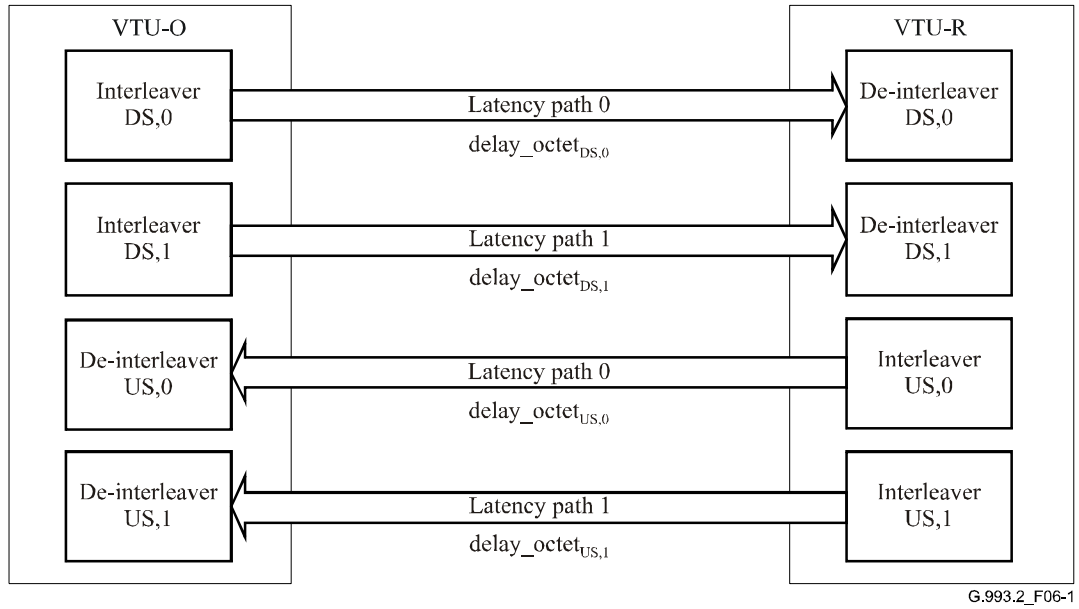 VTU-O
VTU-R
Interleaver
DS,0
Latency path 0
delay_octetDS,0
De-interleaver
DS,0
Interleaver
DS,1
Latency path 1
delay_octetDS,1
De-interleaver
DS,1
De-interleaver
US,0
Latency path 0
delay_octetUS,0
Interleaver
US,0
De-interleaver
US,1
Latency path 1
delay_octetUS,1
Interleaver
US,1
G.993.2_F06-1